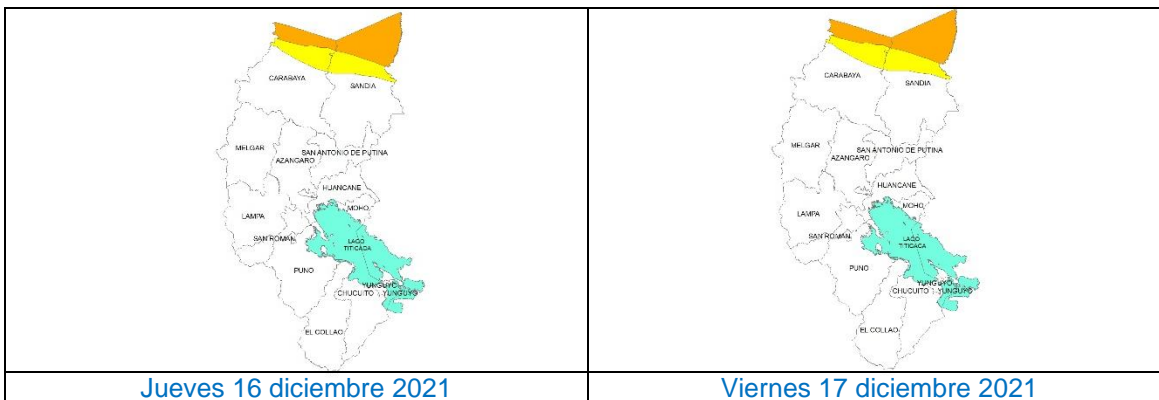 CARABAYA
SANDIA
MELGAR
SAN ANTONIO DE PUTINA
AZANGARO
HUANCANE
MOHO
LAMPA
SAN ROMAN
LAGO
TITICACA
PUNO
YUNGUYO
CHUCUITO
YUNGUYO
EL COLLAO
Jueves 16 diciembre 2021
CARABAYA
SANDIA
MELGAR
SAN ANTONIO DE PUTINA
AZANGARO
HUANCANE
MOHO
LAMPA
SAN ROMAN
LAGO
TITICACA
PUNO
YUNGUYO
CHUCUITO
YUNGUYO
EL COLLAO
Viernes 17 diciembre 2021